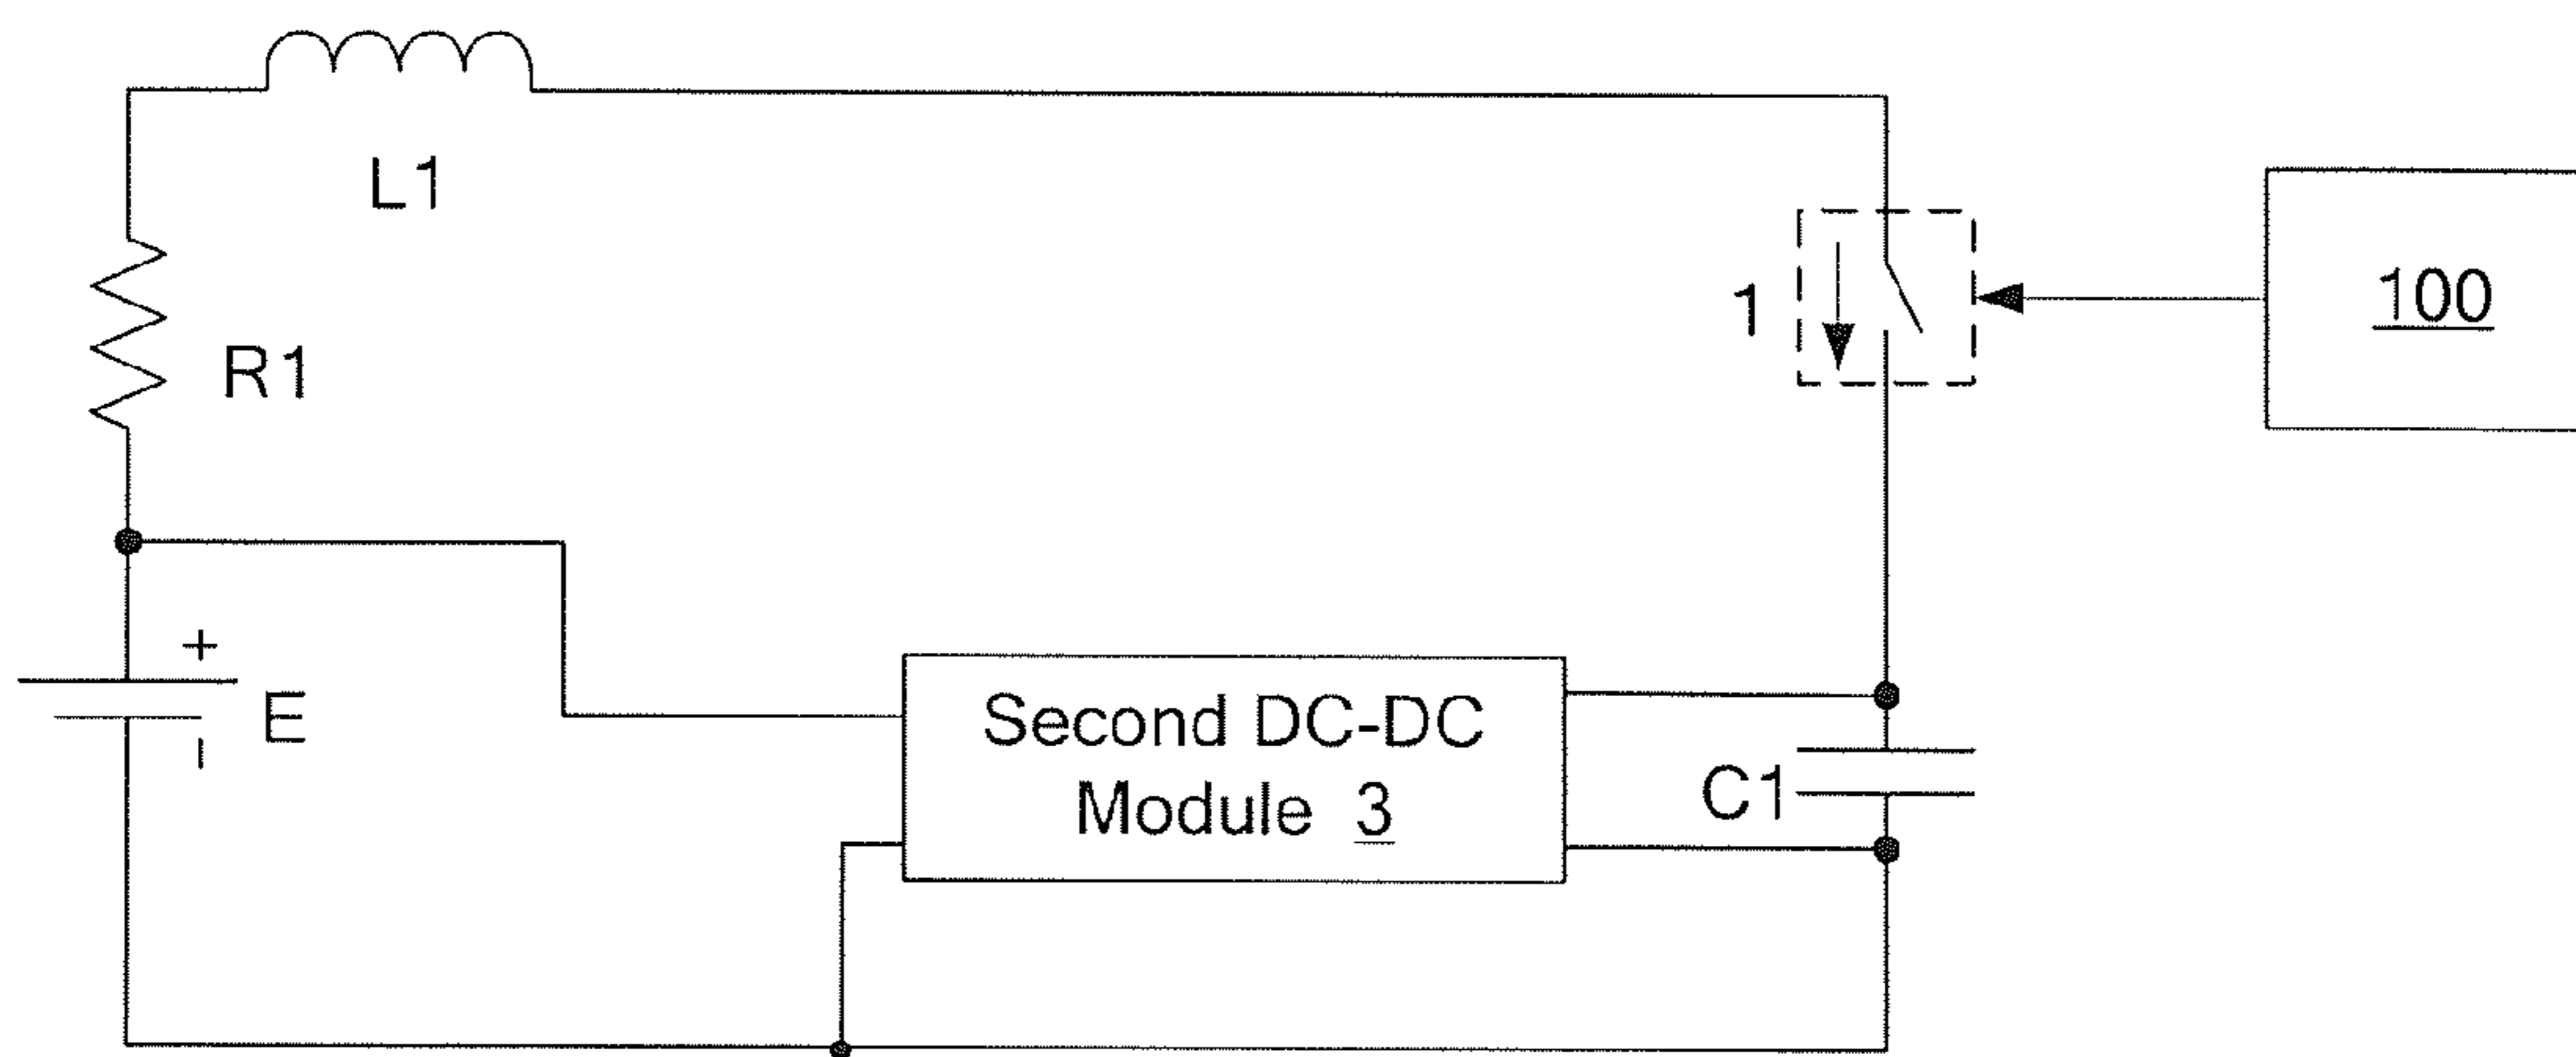 L1
R1
1
100
+
E
-
Second DC-DC
Module 3
C1